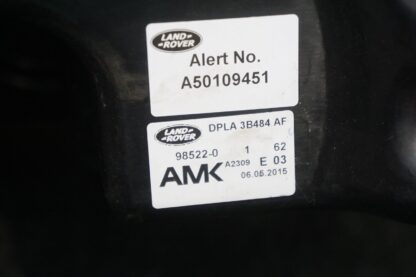 LAND
ROVER
Alert No.
A50109451
LAND
ROVER
DPLA 3B484 AF
98522-0 1 62
AMK A2309 E 03
06.05.2015